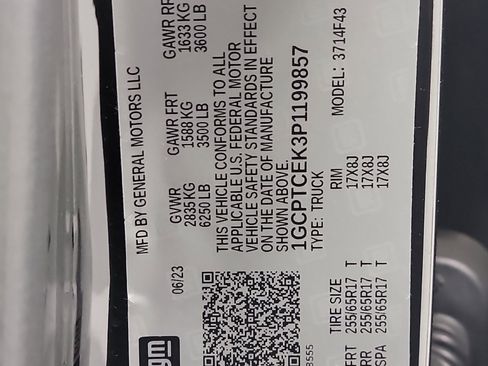 gm
MFD BY GENERAL MOTORS LLC
06/23
GVWR GAWR FRT GAWR RR
2835 KG 1588 KG 1633 KG
6250 LB 3500 LB 3600 LB
THIS VEHICLE CONFORMS TO ALL
APPLICABLE U.S. FEDERAL MOTOR
VEHICLE SAFETY STANDARDS IN EFFECT
ON THE DATE OF MANUFACTURE
SHOWN ABOVE.
1GCPTCEK3P1199857
TYPE: TRUCK MODEL: 3714F43
3555
TIRE SIZE RIM
FRT 255/65R17 T 17X8J
RR 255/65R17 T 17X8J
SPA 255/65R17 T 17X8J